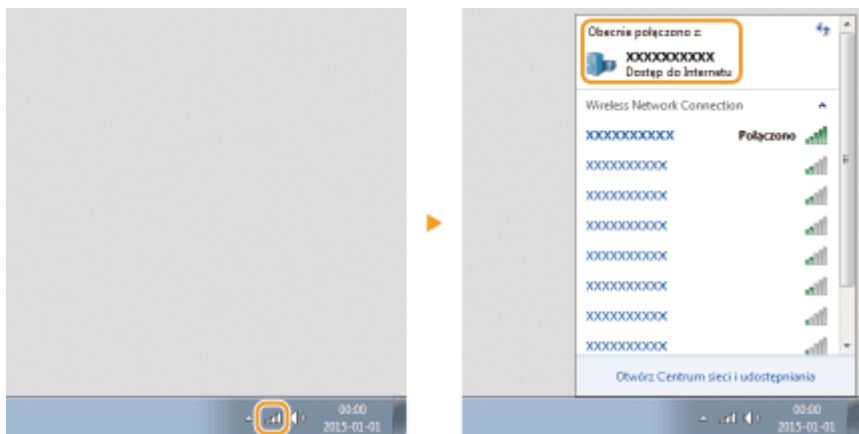 00:00
2015-01-01
Obecnie połączono z:
XXXXXXXXXX
Dostęp do Internetu
Wireless Network Connection
XXXXXXXXXX Połączono
XXXXXXXXXX
XXXXXXXXXX
XXXXXXXXXX
XXXXXXXXXX
XXXXXXXXXX
XXXXXXXXXX
XXXXXXXXXX
Otwórz Centrum sieci i udostępniania
00:00
2015-01-01